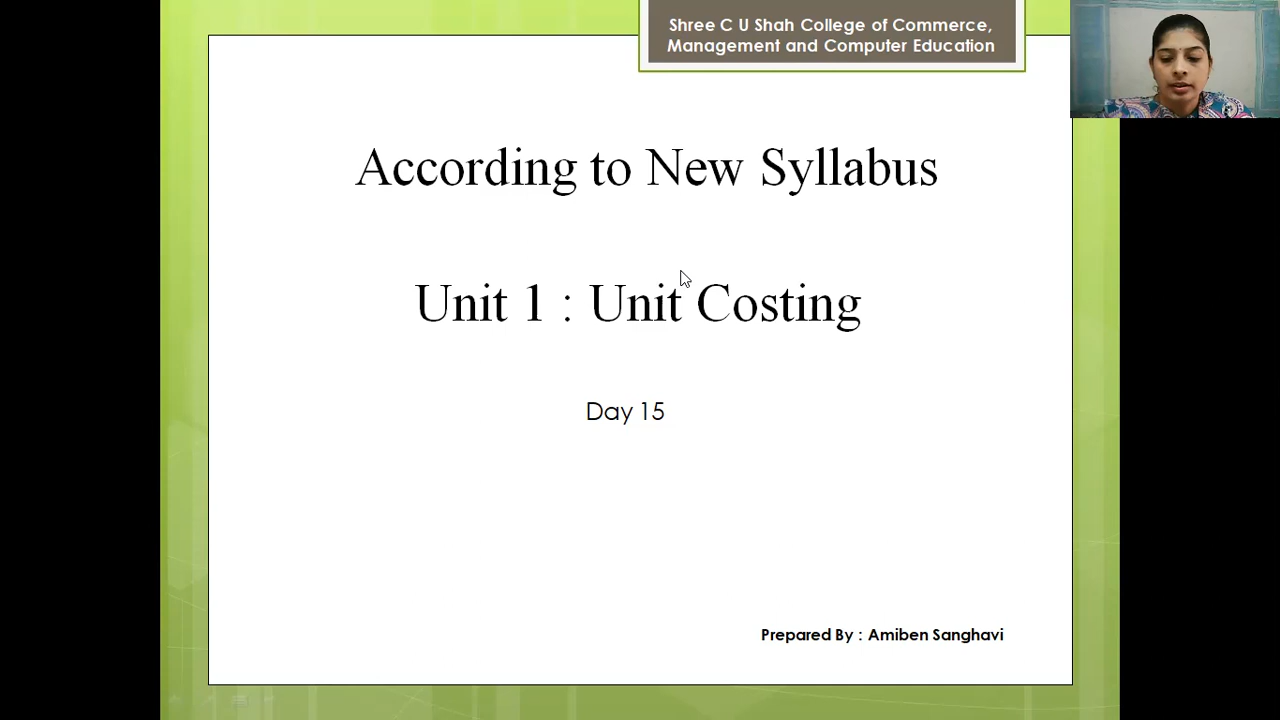 Shree C U Shah College of Commerce,
Management and Computer Education
According to New Syllabus
Unit 1 : Unit Costing
Day 15
Prepared By : Amiben Sanghavi